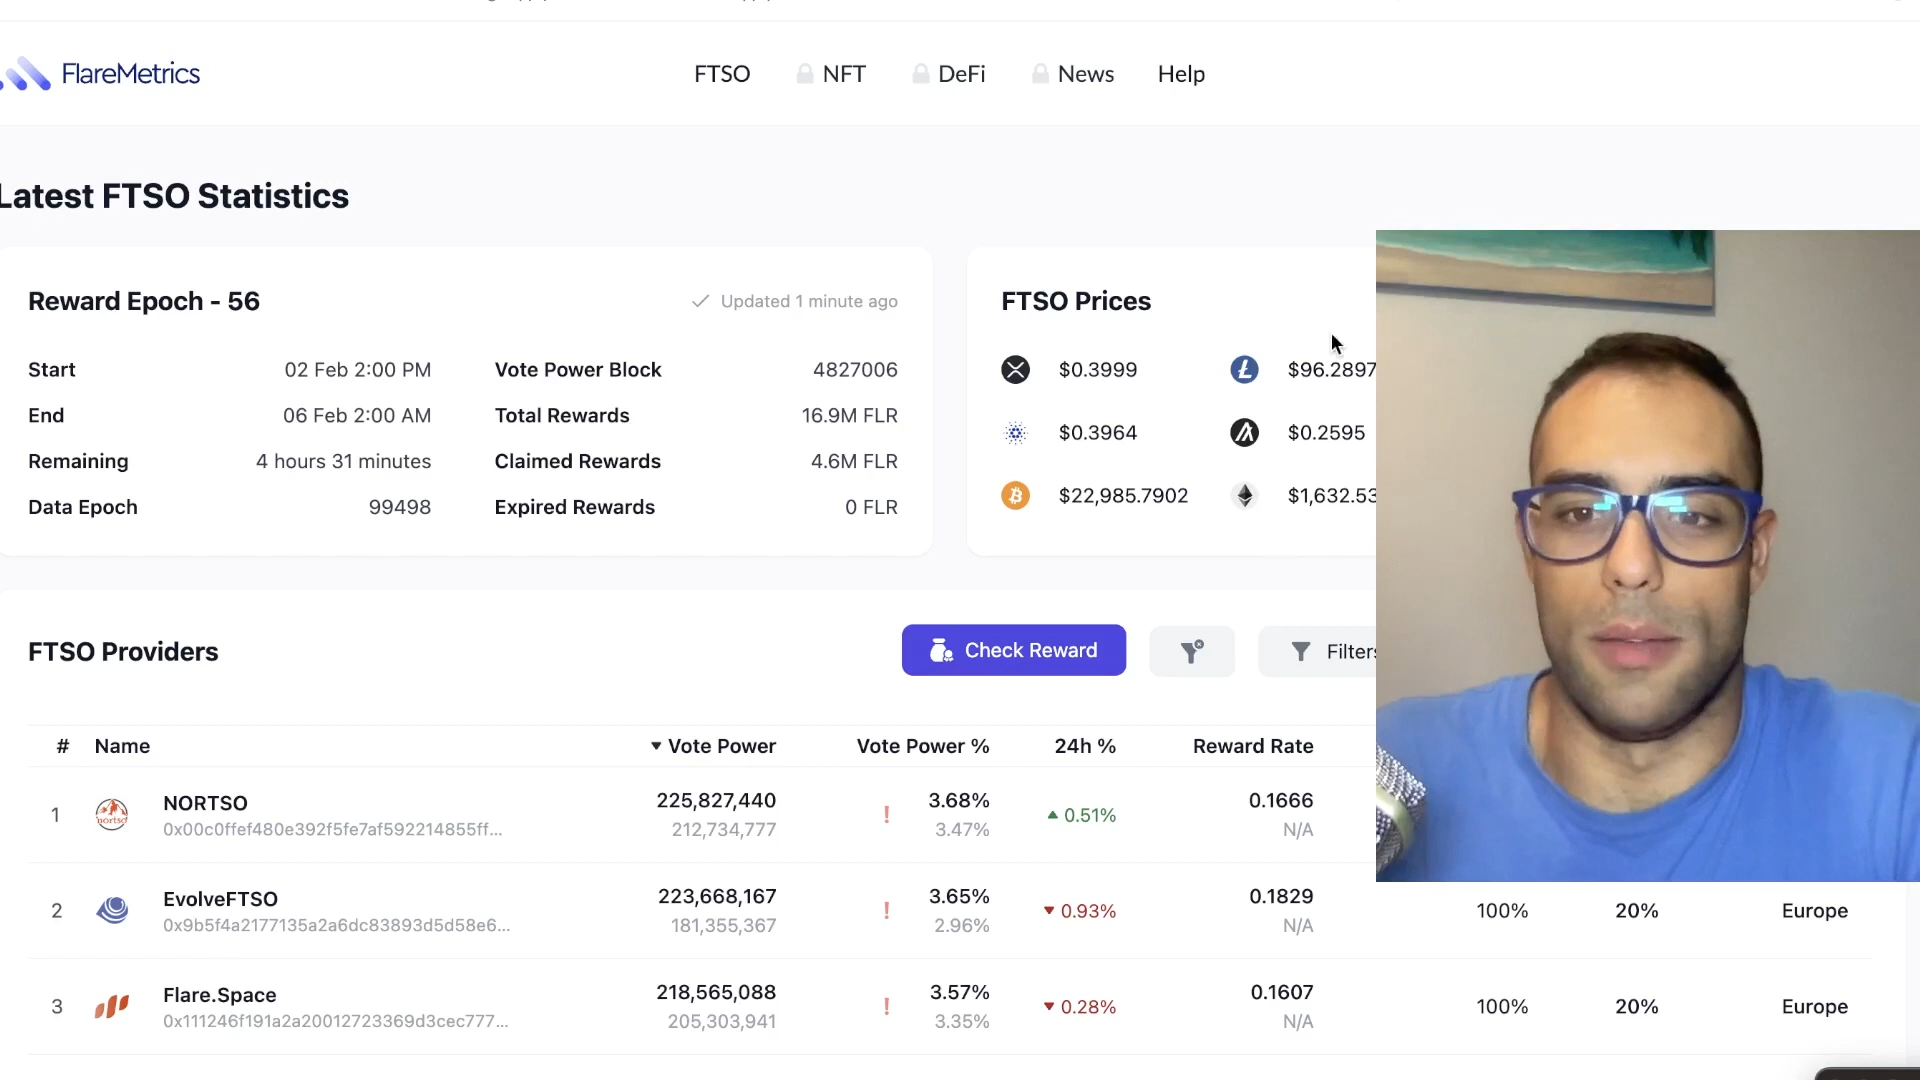 FlareMetrics
FTSO NFT DeFi News Help
Latest FTSO Statistics
Reward Epoch - 56
Updated 1 minute ago
Start 02 Feb 2:00 PM
End 06 Feb 2:00 AM
Remaining 4 hours 31 minutes
Data Epoch 99498
Vote Power Block 4827006
Total Rewards 16.9M FLR
Claimed Rewards 4.6M FLR
Expired Rewards 0 FLR
FTSO Prices
$0.3999 $96.2897
$0.3964 $0.2595
$22,985.7902 $1,632.53
FTSO Providers
Check Reward
Filters
# Name Vote Power Vote Power % 24h % Reward Rate
1 NORTSO 225,827,440 ! 3.68% 0.51% 0.1666
0x00c0ffef480e392f5fe7af592214855ff... 212,734,777 3.47% N/A
nortso
2 EvolveFTSO 223,668,167 ! 3.65% 0.93% 0.1829 100% 20% Europe
0x9b5f4a2177135a2a6dc83893d5d58e6... 181,355,367 2.96% N/A
3 Flare.Space 218,565,088 ! 3.57% 0.28% 0.1607 100% 20% Europe
0x111246f191a2a20012723369d3cec777... 205,303,941 3.35% N/A